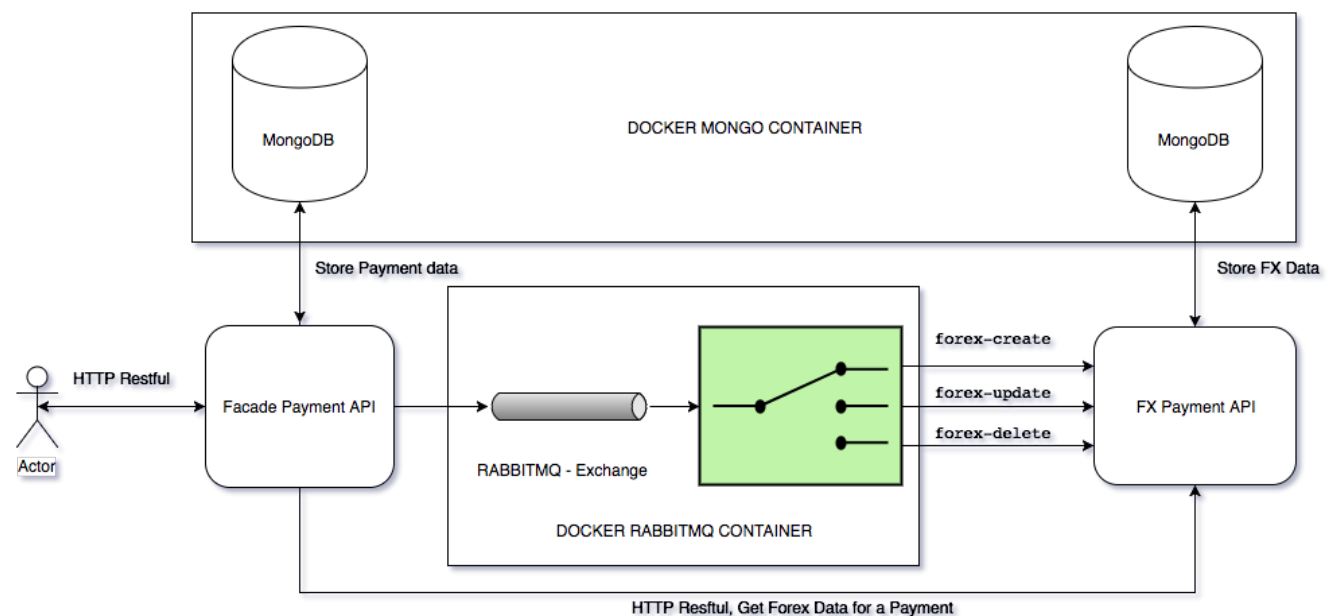 MongoDB
DOCKER MONGO CONTAINER
MongoDB
Store Payment data
Store FX Data
HTTP Restful
Actor
Facade Payment API
RABBITMQ - Exchange
DOCKER RABBITMQ CONTAINER
forex-create
forex-update
forex-delete
FX Payment API
HTTP Resftul, Get Forex Data for a Payment